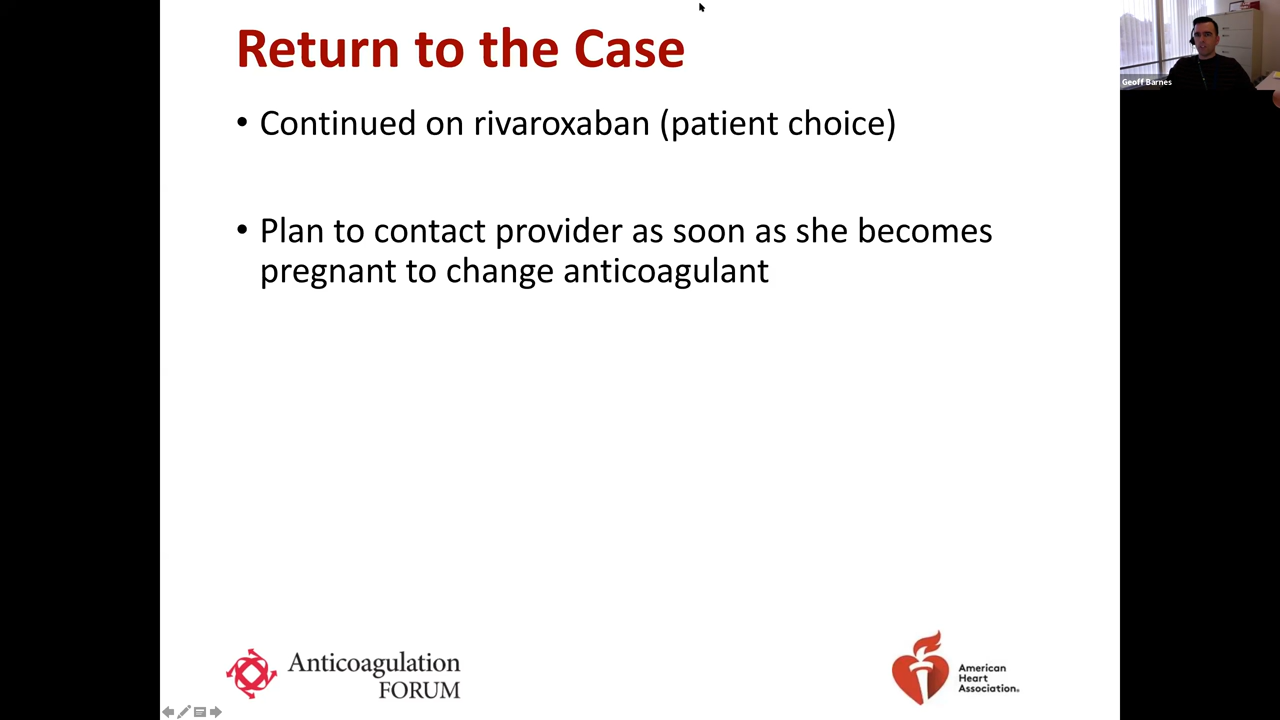 Return to the Case
• Continued on rivaroxaban (patient choice)
• Plan to contact provider as soon as she becomes
pregnant to change anticoagulant
Geoff Barnes
Anticoagulation
FORUM
American
Heart
Association®